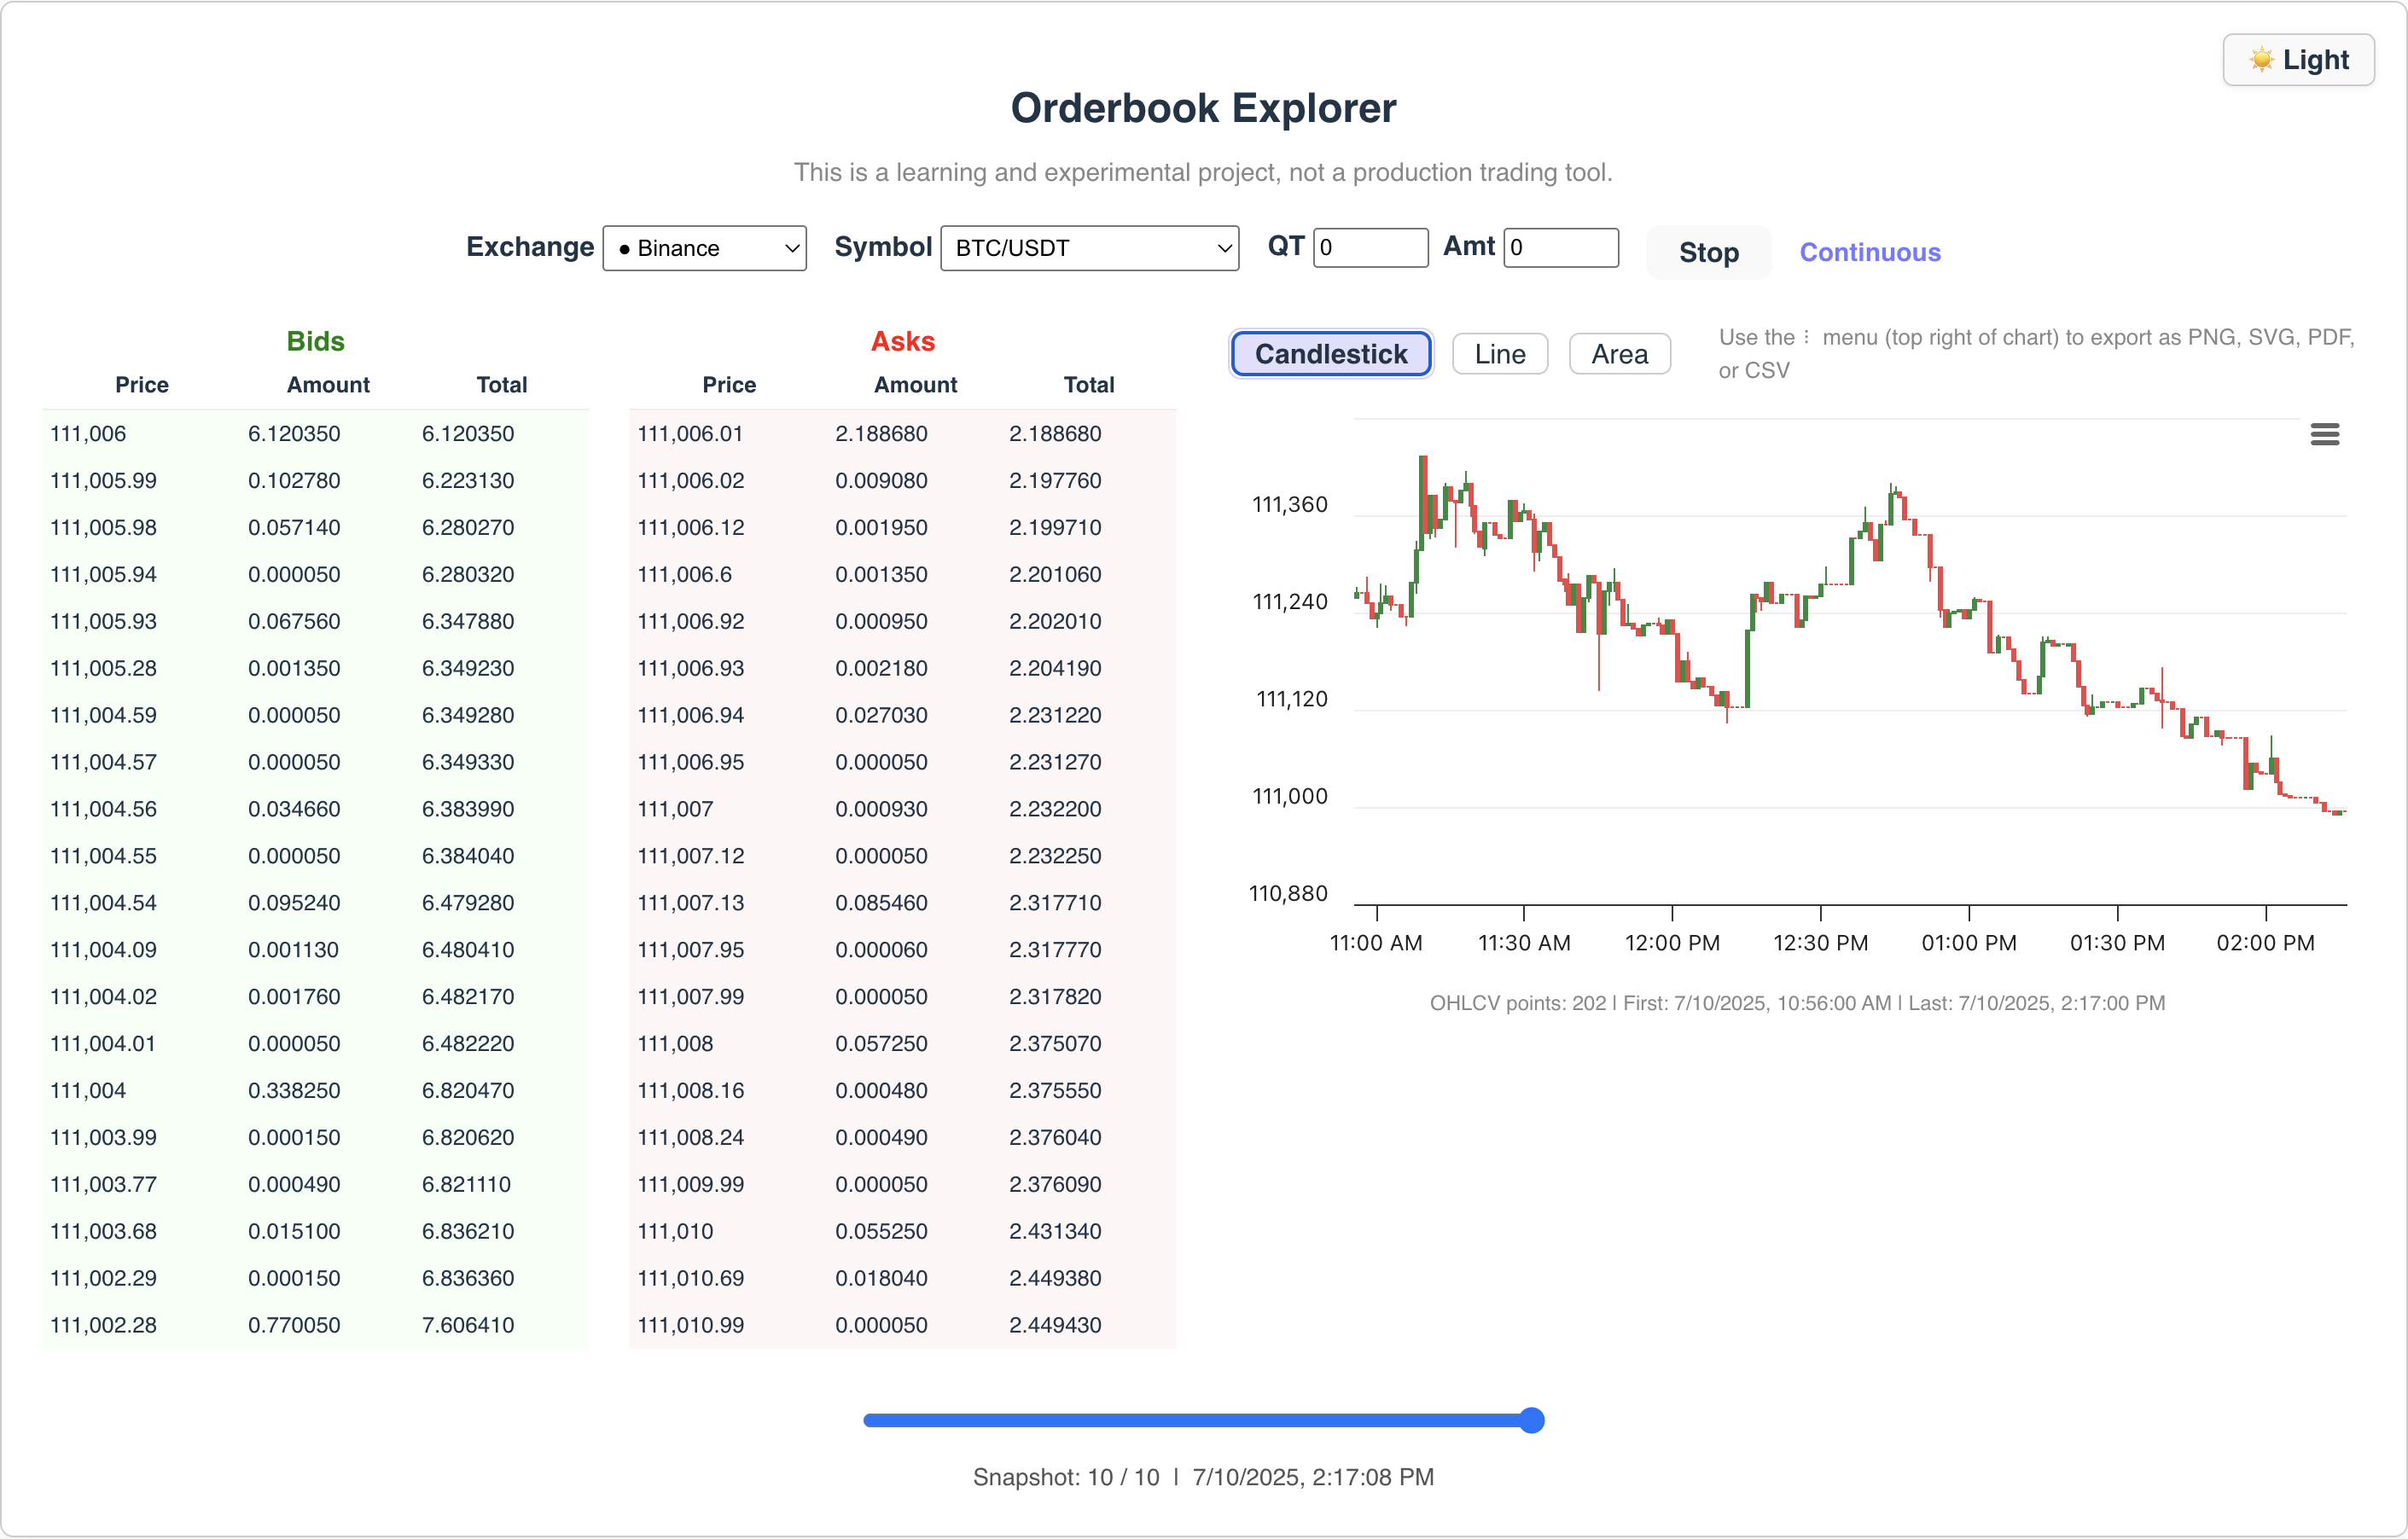 ☀️ Light
Orderbook Explorer
This is a learning and experimental project, not a production trading tool.
Exchange ● Binance Symbol BTC/USDT QT 0 Amt 0 Stop Continuous
Bids
Price Amount Total
111,006 6.120350 6.120350
111,005.99 0.102780 6.223130
111,005.98 0.057140 6.280270
111,005.94 0.000050 6.280320
111,005.93 0.067560 6.347880
111,005.28 0.001350 6.349230
111,004.59 0.000050 6.349280
111,004.57 0.000050 6.349330
111,004.56 0.034660 6.383990
111,004.55 0.000050 6.384040
111,004.54 0.095240 6.479280
111,004.09 0.001130 6.480410
111,004.02 0.001760 6.482170
111,004.01 0.000050 6.482220
111,004 0.338250 6.820470
111,003.99 0.000150 6.820620
111,003.77 0.000490 6.821110
111,003.68 0.015100 6.836210
111,002.29 0.000150 6.836360
111,002.28 0.770050 7.606410
Asks
Price Amount Total
111,006.01 2.188680 2.188680
111,006.02 0.009080 2.197760
111,006.12 0.001950 2.199710
111,006.6 0.001350 2.201060
111,006.92 0.000950 2.202010
111,006.93 0.002180 2.204190
111,006.94 0.027030 2.231220
111,006.95 0.000050 2.231270
111,007 0.000930 2.232200
111,007.12 0.000050 2.232250
111,007.13 0.085460 2.317710
111,007.95 0.000060 2.317770
111,007.99 0.000050 2.317820
111,008 0.057250 2.375070
111,008.16 0.000480 2.375550
111,008.24 0.000490 2.376040
111,009.99 0.000050 2.376090
111,010 0.055250 2.431340
111,010.69 0.018040 2.449380
111,010.99 0.000050 2.449430
Candlestick Line Area
Use the ⋮ menu (top right of chart) to export as PNG, SVG, PDF,
or CSV
111,360
111,240
111,120
111,000
110,880
11:00 AM 11:30 AM 12:00 PM 12:30 PM 01:00 PM 01:30 PM 02:00 PM
OHLCV points: 202 | First: 7/10/2025, 10:56:00 AM | Last: 7/10/2025, 2:17:00 PM
Snapshot: 10 / 10 | 7/10/2025, 2:17:08 PM